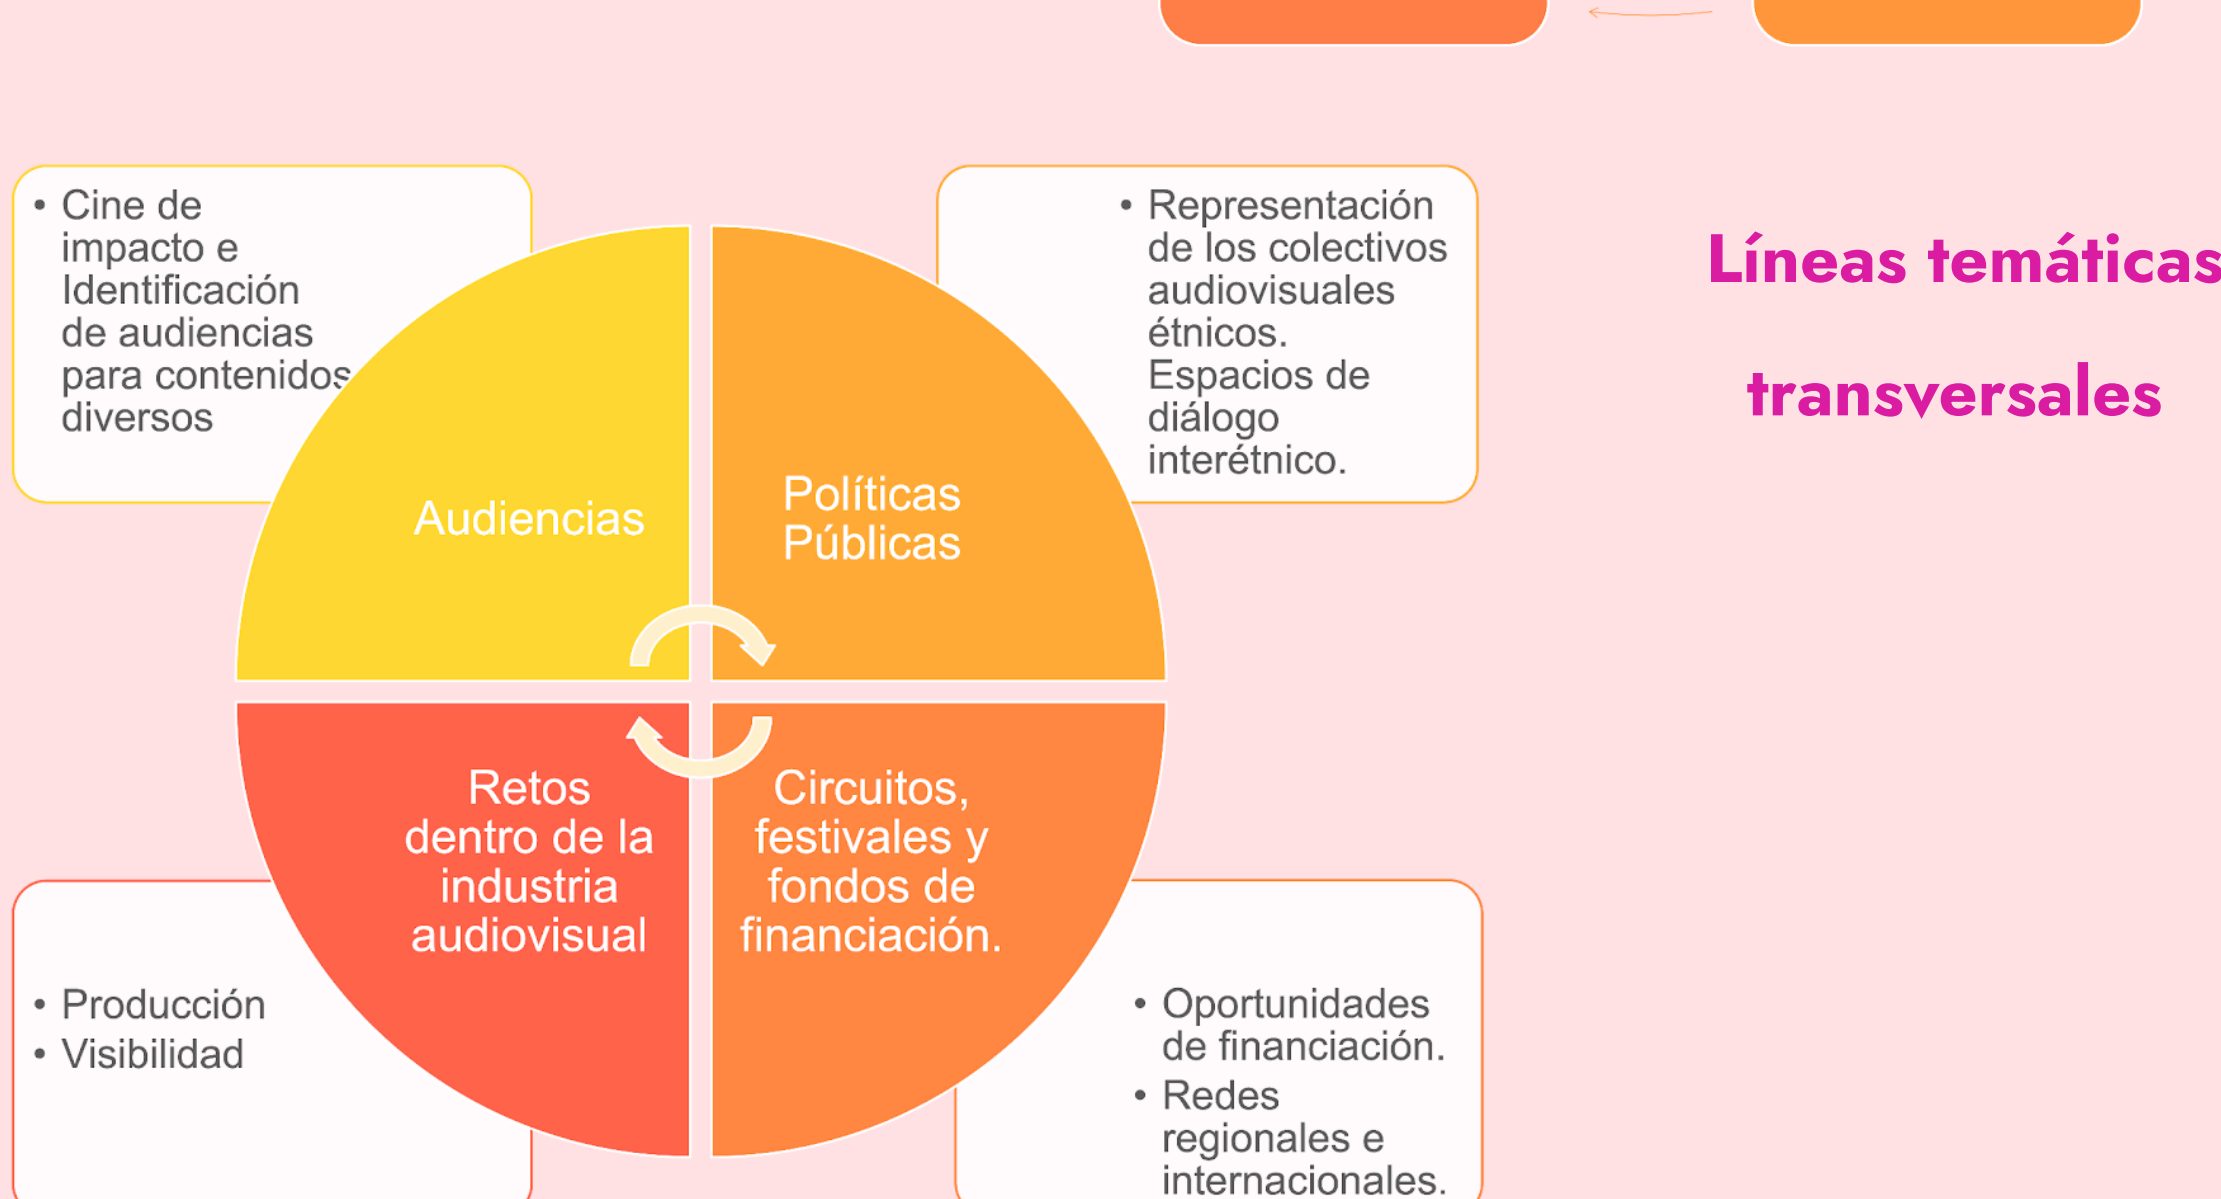 • Cine de
impacto e
Identificación
de audiencias
para contenidos
diversos
Audiencias
• Representación
de los colectivos
audiovisuales
étnicos.
Espacios de
diálogo
interétnico.
Políticas
Públicas
Líneas temáticas
transversales
Retos
dentro de la
industria
audiovisual
• Producción
• Visibilidad
Circuitos,
festivales y
fondos de
financiación.
• Oportunidades
de financiación.
• Redes
regionales e
internacionales.